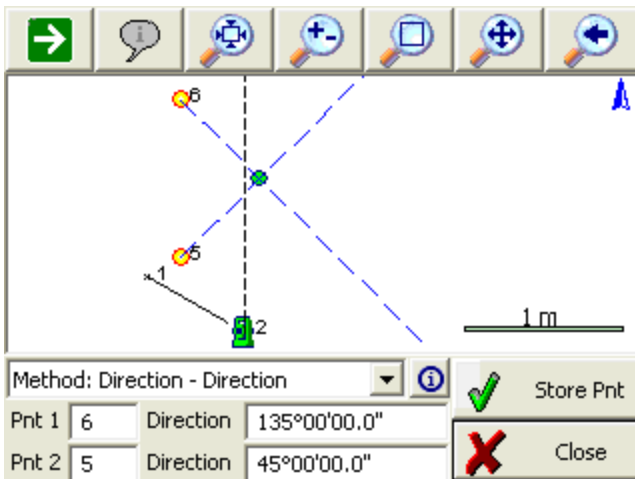 6
5
1
2
1 m
Method: Direction - Direction
Store Pnt
Pnt 1 6 Direction 135°00'00.0"
Pnt 2 5 Direction 45°00'00.0"
Close